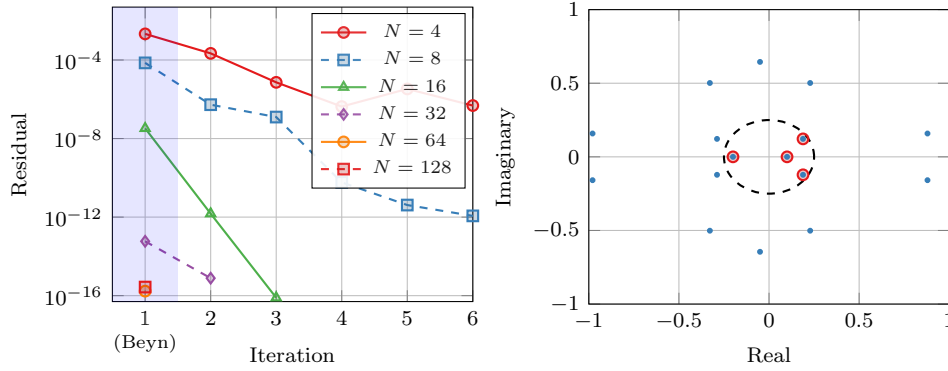 Residual
10⁻⁴
10⁻⁸
10⁻¹²
10⁻¹⁶
1 2 3 4 5 6
(Beyn)
Iteration
N = 4
N = 8
N = 16
N = 32
N = 64
N = 128
Imaginary
1
0.5
0
−0.5
−1
−1 −0.5 0 0.5 1
Real